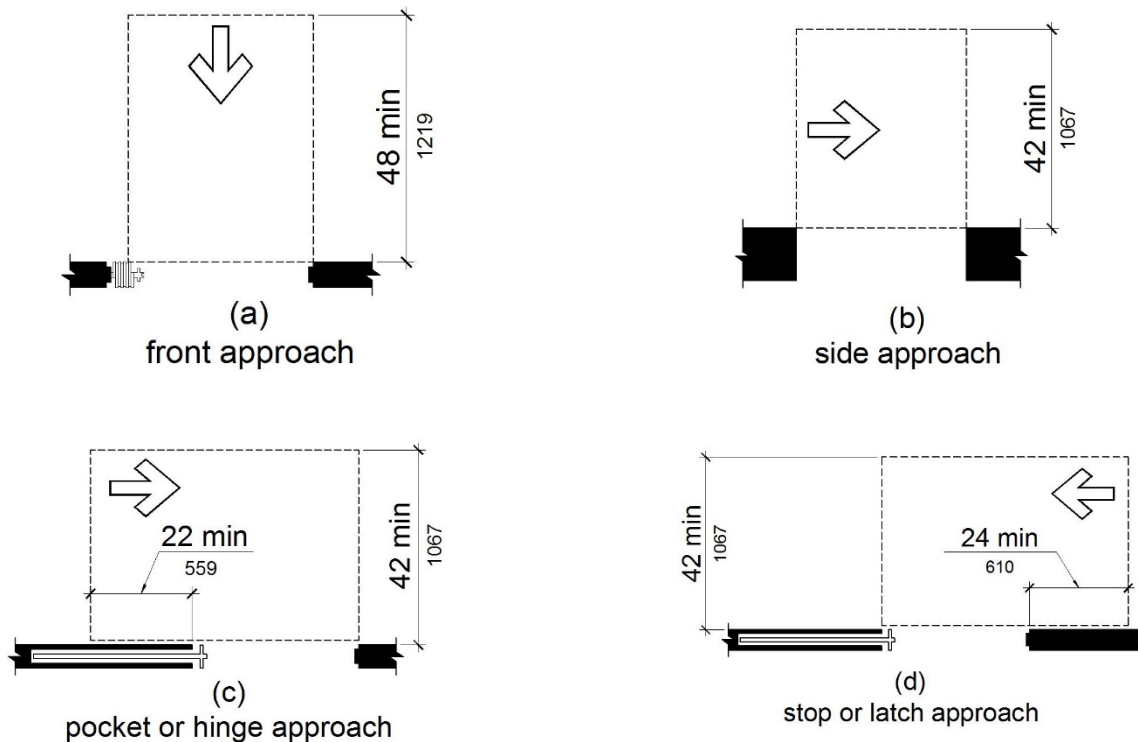 48 min
1219
(a)
front approach
42 min
1067
(b)
side approach
22 min
559
42 min
1067
(c)
pocket or hinge approach
42 min
1067
24 min
610
(d)
stop or latch approach